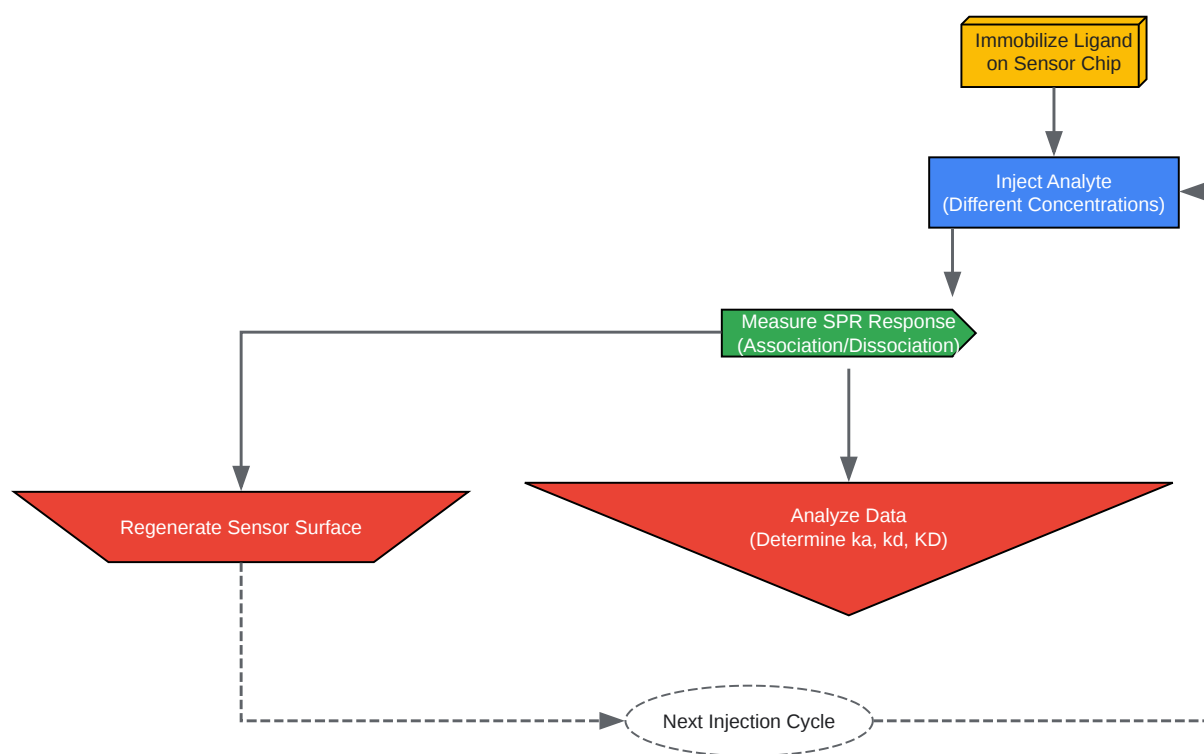 Immobilize Ligand
on Sensor Chip
Inject Analyte
(Different Concentrations)
Measure SPR Response
(Association/Dissociation)
Regenerate Sensor Surface
Analyze Data
(Determine ka, kd, KD)
Next Injection Cycle